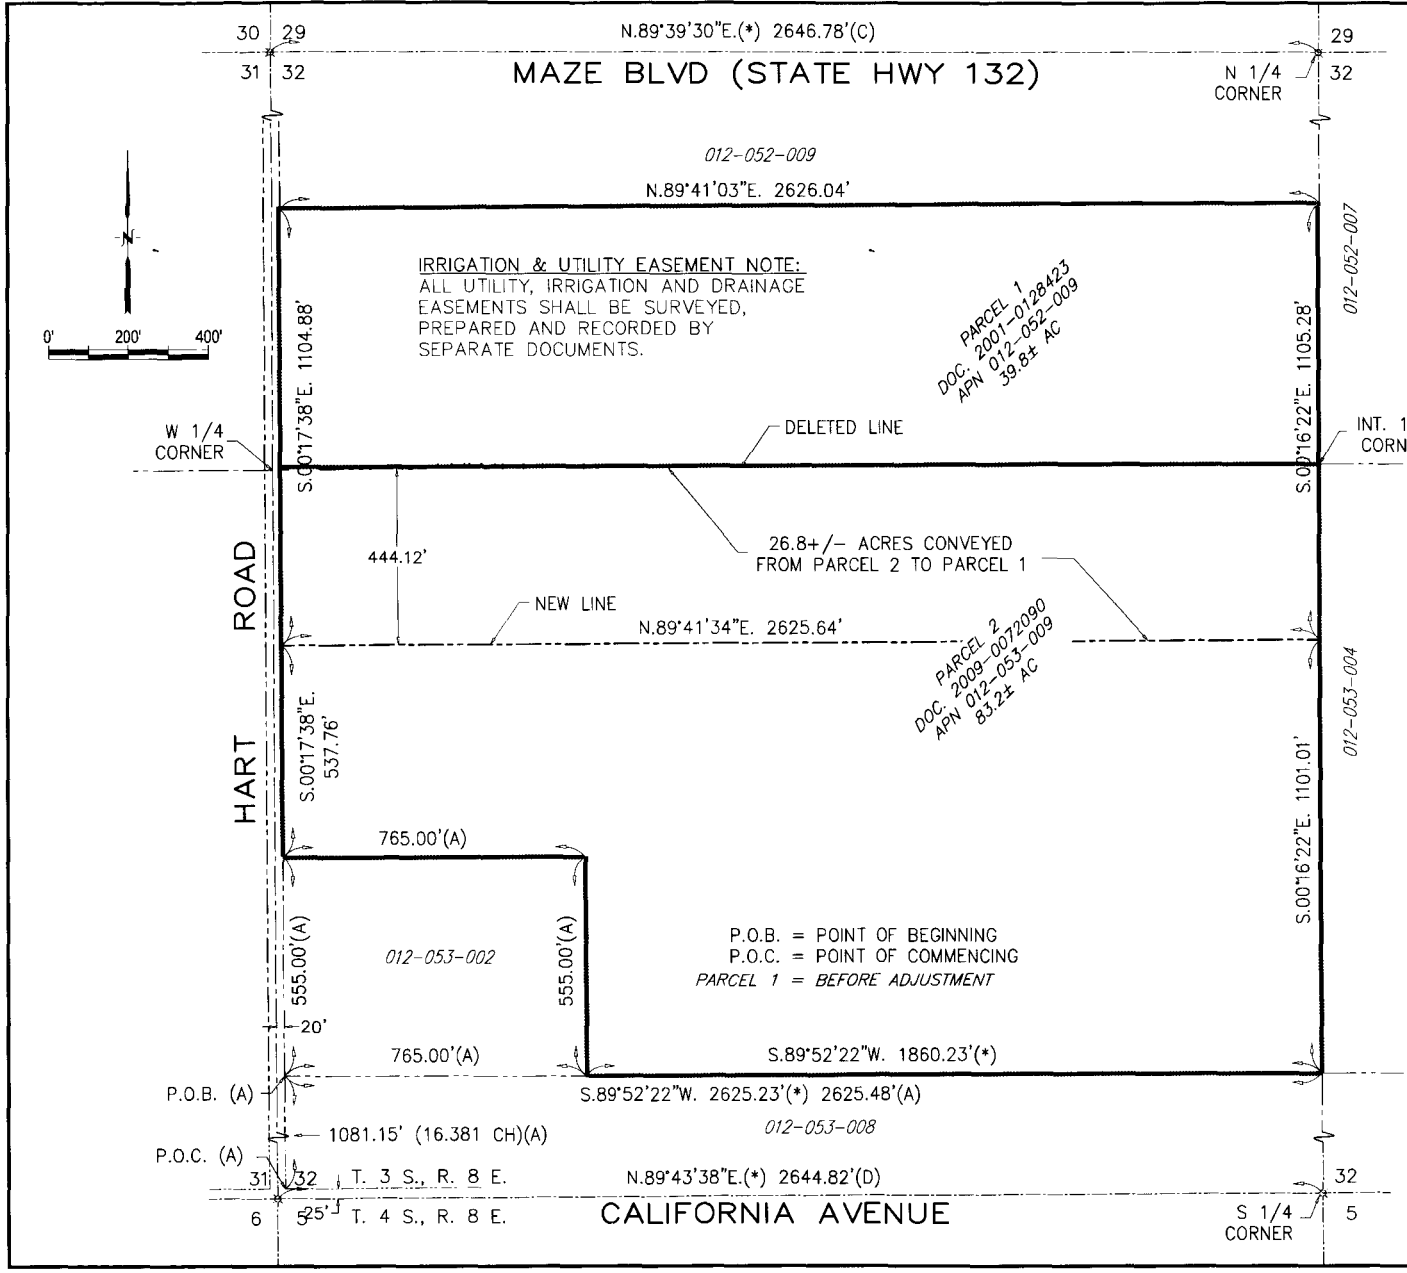 30 29
N.89°39'30"E.(*) 2646.78'(C)
29
31 32
MAZE BLVD (STATE HWY 132)
N 1/4
CORNER
32
012-052-009
N.89°41'03"E. 2626.04'
012-052-007
N
0' 200' 400'
IRRIGATION & UTILITY EASEMENT NOTE:
ALL UTILITY, IRRIGATION AND DRAINAGE
EASEMENTS SHALL BE SURVEYED,
PREPARED AND RECORDED BY
SEPARATE DOCUMENTS.
S.00°17'38"E. 1104.88'
PARCEL 1
DOC. 2001-0128423
APN 012-052-009
39.8± AC
S.00°16'22"E. 1105.28'
W 1/4
CORNER
DELETED LINE
INT. 1
CORN
444.12'
26.8+/- ACRES CONVEYED
FROM PARCEL 2 TO PARCEL 1
HART ROAD
NEW LINE
N.89°41'34"E. 2625.64'
PARCEL 2
DOC. 2009-0072090
APN 012-053-009
83.2± AC
012-053-004
S.00°17'38"E.
537.76'
S.00°16'22"E. 1101.01'
765.00'(A)
555.00'(A)
012-053-002
555.00'(A)
P.O.B. = POINT OF BEGINNING
P.O.C. = POINT OF COMMENCING
PARCEL 1 = BEFORE ADJUSTMENT
20'
765.00'(A)
S.89°52'22"W. 1860.23'(*)
P.O.B. (A)
S.89°52'22"W. 2625.23'(*) 2625.48'(A)
012-053-008
1081.15' (16.381 CH)(A)
P.O.C. (A)
31 32
T. 3 S., R. 8 E.
N.89°43'38"E.(*) 2644.82'(D)
32
6 5
25'
T. 4 S., R. 8 E.
CALIFORNIA AVENUE
S 1/4
CORNER
5